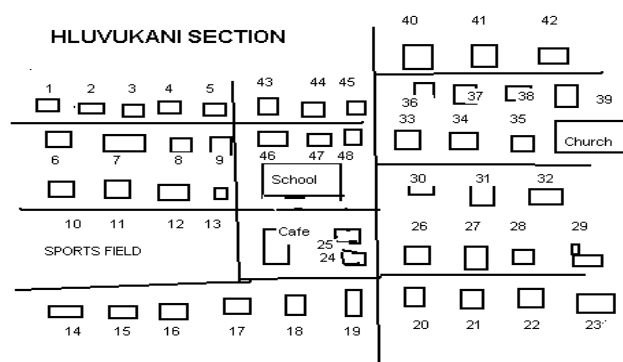 40 41 42
HLUVUKANI SECTION
1 2 3 4 5 43 44 45
36 37 38 39
33 34 35
Church
6 7 8 9 46 47 48
School
30 31 32
10 11 12 13
Cafe
25
24
26 27 28 29
SPORTS FIELD
20 21 22 23
14 15 16 17 18 19